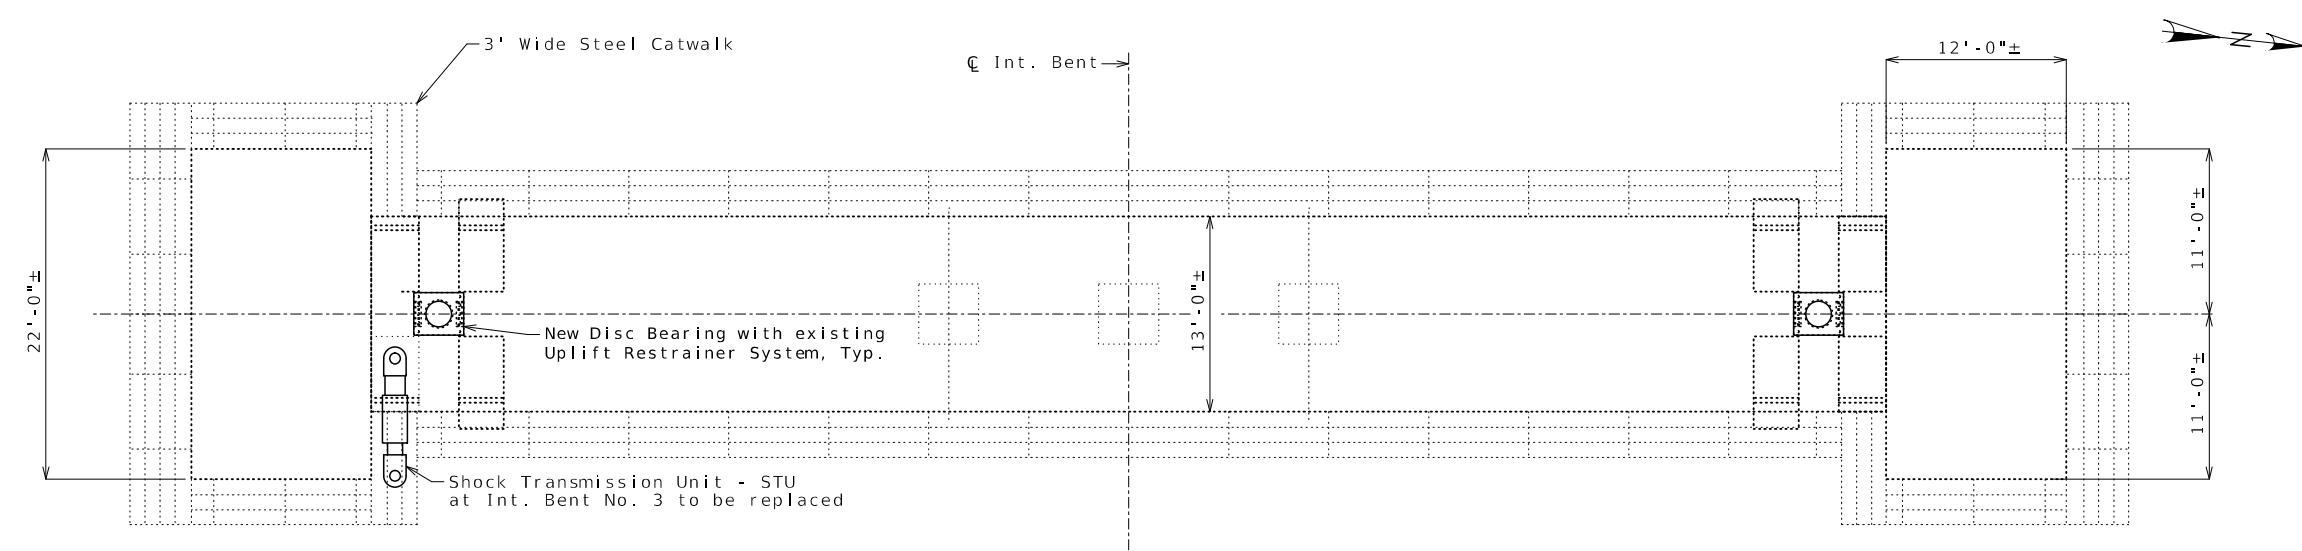 3' Wide Steel Catwalk
℄ Int. Bent
12'-0"±
N
22'-0"±
13'-0"±
11'-0"±
11'-0"±
New Disc Bearing with existing
Uplift Restrainer System, Typ.
Shock Transmission Unit - STU
at Int. Bent No. 3 to be replaced